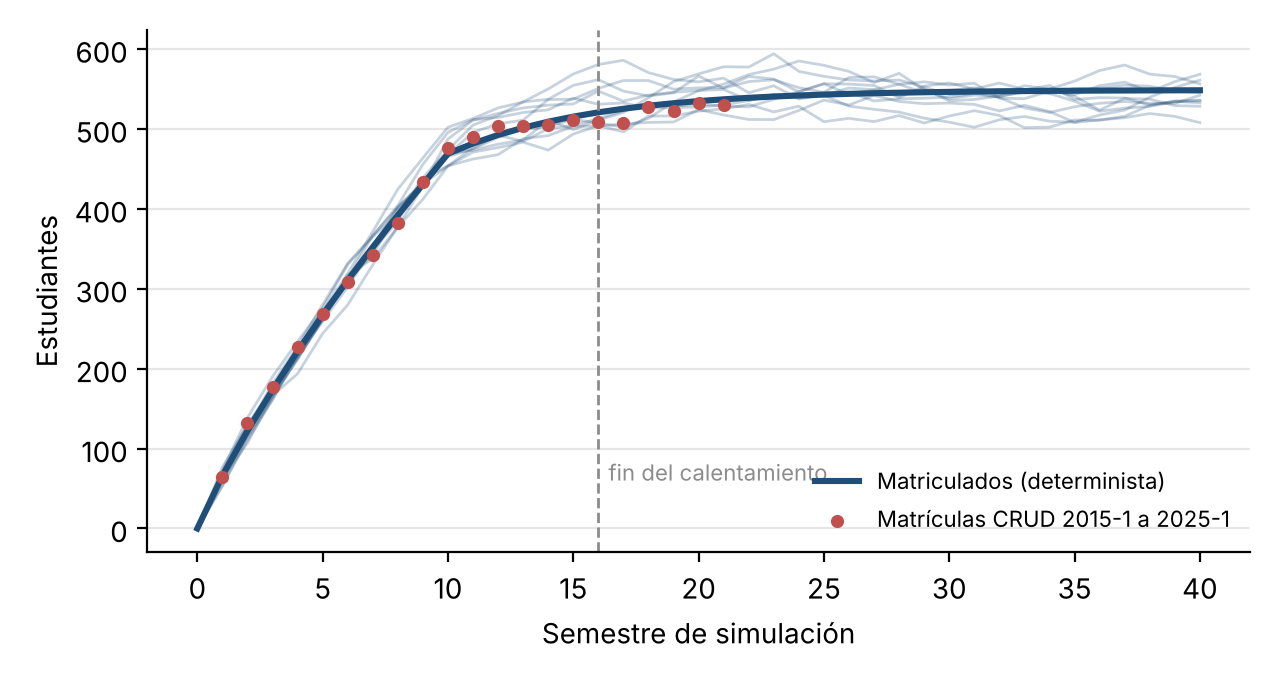 600
500
400
300
200
100
0
Estudiantes
fin del calentamiento
Matriculados (determinista)
Matrículas CRUD 2015-1 a 2025-1
0 5 10 15 20 25 30 35 40
Semestre de simulación